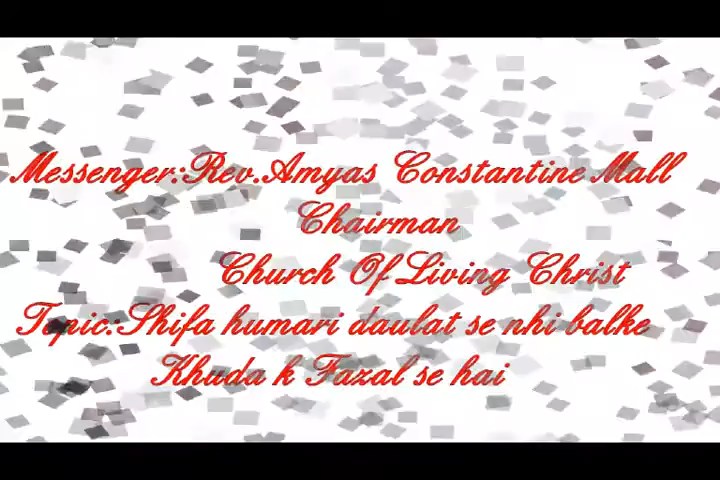 Messenger:Rev.Amyas Constantine Mall
Chairman
Church Of Living Christ
Topic:Shifa humari daulat se nhi balke
Khuda k Fazal se hai